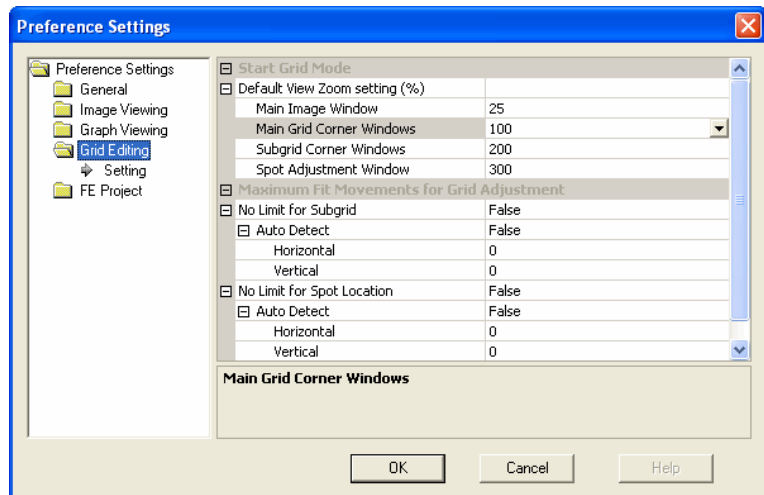 Preference Settings
Preference Settings
General
Image Viewing
Graph Viewing
Grid Editing
Setting
FE Project
Start Grid Mode
Default View Zoom setting (%)
Main Image Window 25
Main Grid Corner Windows 100
Subgrid Corner Windows 200
Spot Adjustment Window 300
Maximum Fit Movements for Grid Adjustment
No Limit for Subgrid False
Auto Detect False
Horizontal 0
Vertical 0
No Limit for Spot Location False
Auto Detect False
Horizontal 0
Vertical 0
Main Grid Corner Windows
OK Cancel Help